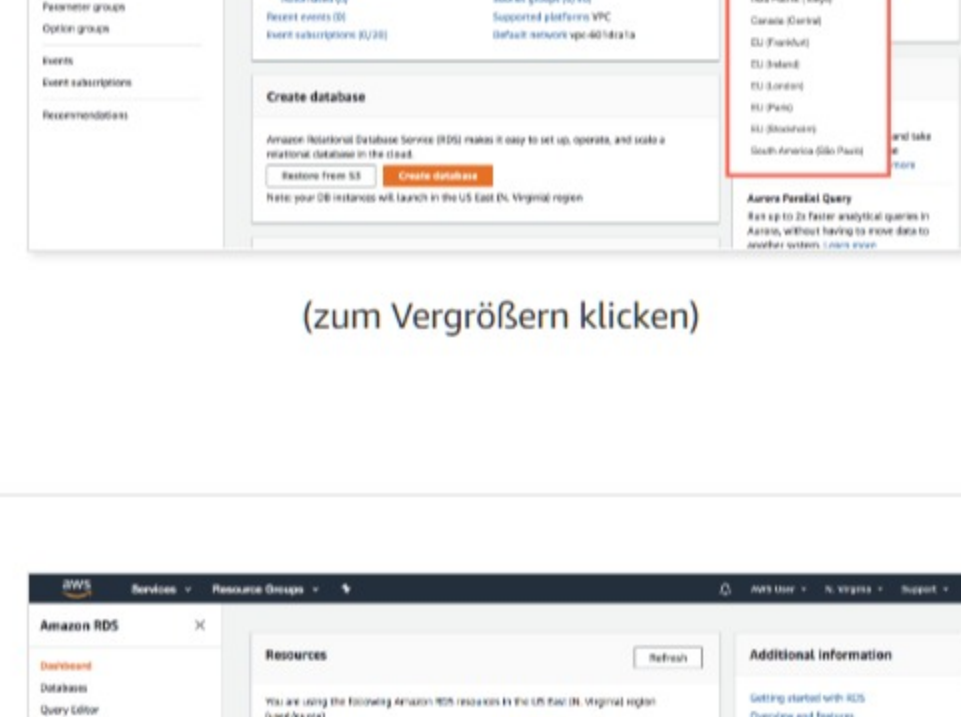 Parameter groups
Option groups
Events
Event subscriptions
Recommendations
Recent events (0)
Event subscriptions (0/20)
Supported platforms VPC
Default network
Create database
Amazon Relational Database Service (RDS) makes it easy to set up, operate, and scale a
relational database in the cloud.
Restore from S3
Create database
Note: your DB instances will launch in the US East (N. Virginia) region
Canada (Central)
EU (Frankfurt)
EU (Ireland)
EU (London)
EU (Paris)
EU (Stockholm)
South America (São Paulo)
and take
Aurora Parallel Query
Run up to 2x faster analytical queries in
Aurora, without having to move data to
another system. Learn more
(zum Vergrößern klicken)
aws
Services
Resource Groups
AWS User
N. Virginia
Support
Amazon RDS
Dashboard
Databases
Query Editor
Resources
Refresh
You are using the following Amazon RDS resources in the US East (N. Virginia) region
Additional information
Getting started with RDS
Overview and features